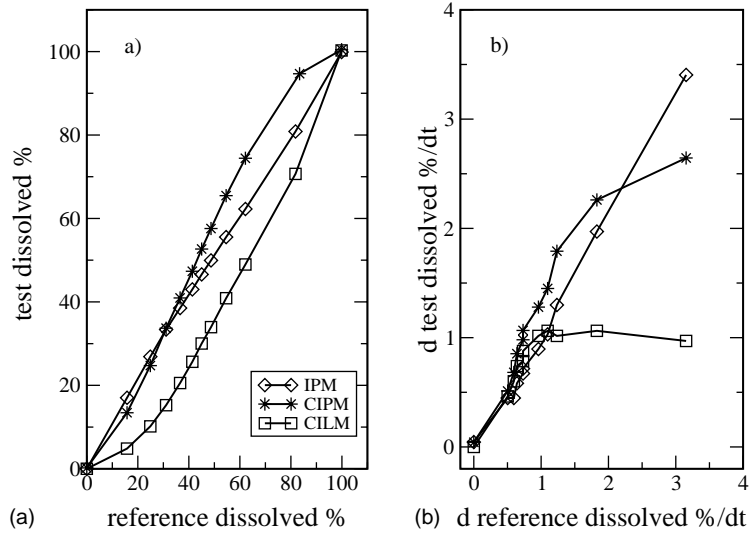 a)
100
80
60
40
20
0
test dissolved %
IPM
CIPM
CILM
0 20 40 60 80 100
reference dissolved %
(a)
b)
4
3
2
1
0
d test dissolved %/dt
0 1 2 3 4
d reference dissolved %/dt
(b)